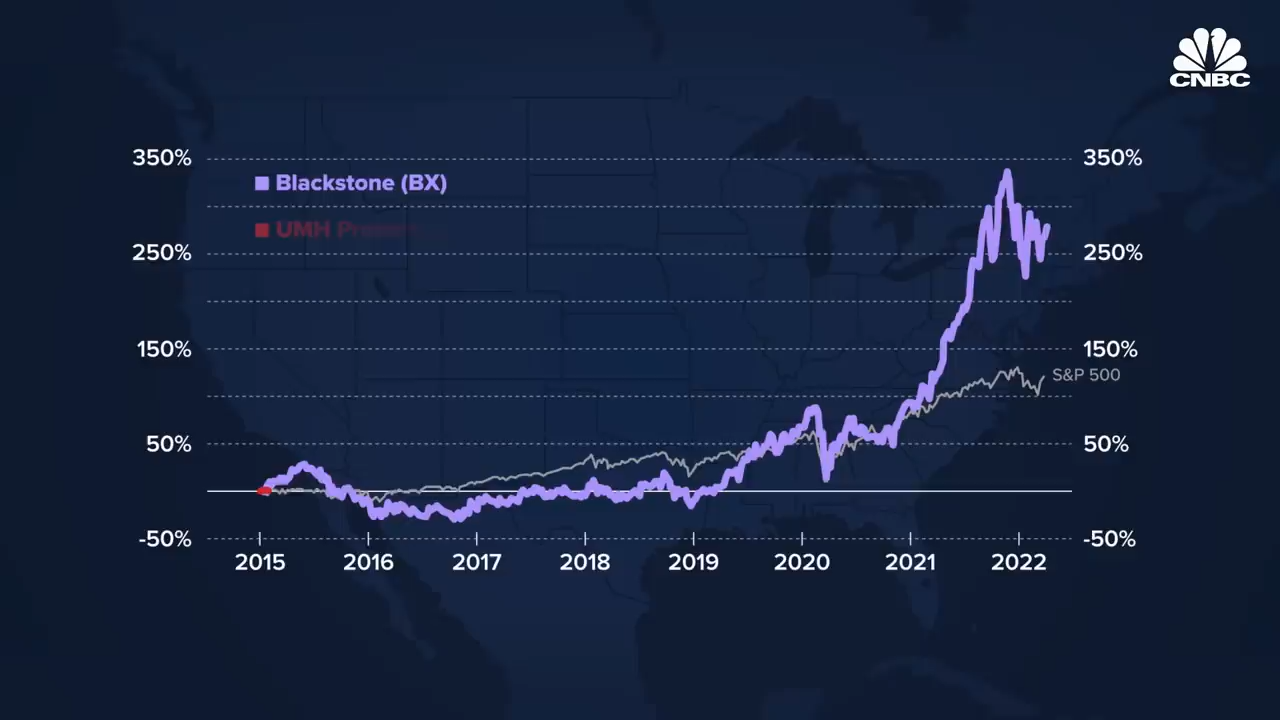 CNBC
350% 350%
Blackstone (BX)
UMH
250% 250%
150% 150%
S&P 500
50% 50%
-50% -50%
2015 2016 2017 2018 2019 2020 2021 2022